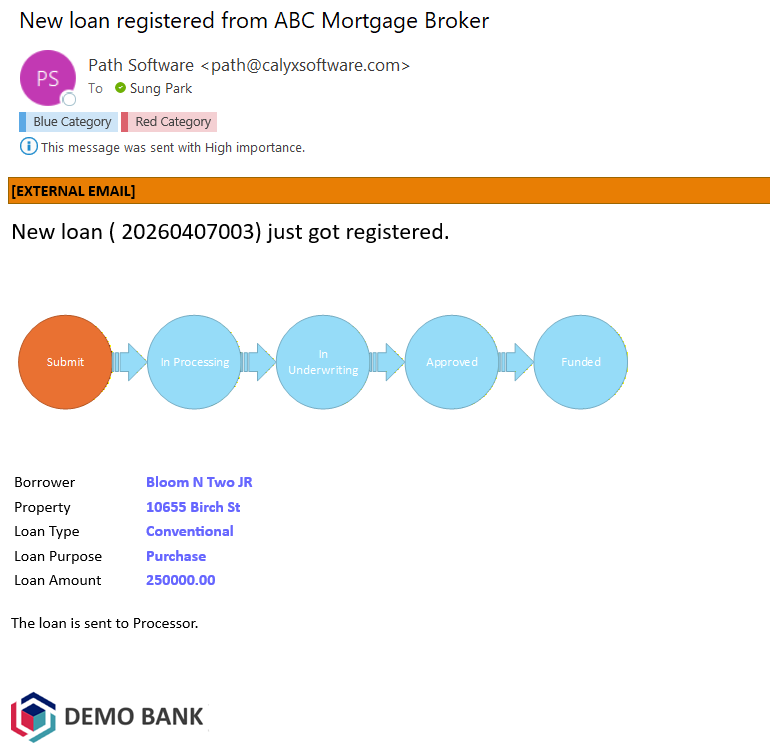 New loan registered from ABC Mortgage Broker
PS
Path Software <path@calyxsoftware.com>
To Sung Park
Blue Category Red Category
This message was sent with High importance.
[EXTERNAL EMAIL]
New loan ( 20260407003) just got registered.
Submit
In Processing
In
Underwriting
Approved
Funded
Borrower Bloom N Two JR
Property 10655 Birch St
Loan Type Conventional
Loan Purpose Purchase
Loan Amount 250000.00
The loan is sent to Processor.
DEMO BANK